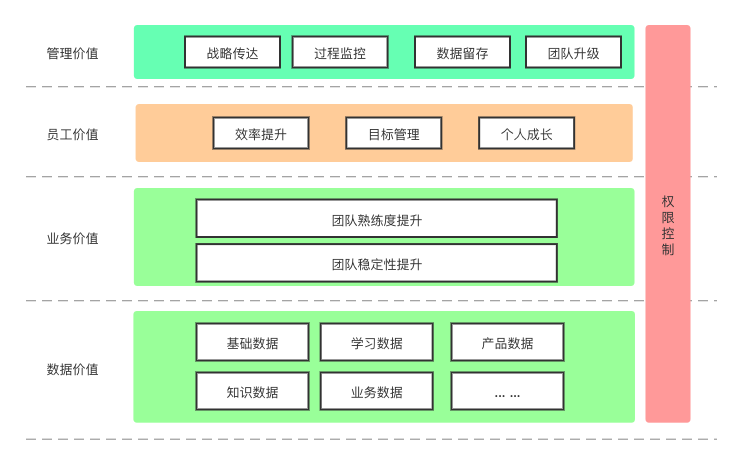 管理价值
战略传达
过程监控
数据留存
团队升级
员工价值
效率提升
目标管理
个人成长
业务价值
团队熟练度提升
团队稳定性提升
数据价值
基础数据
学习数据
产品数据
知识数据
业务数据
... ...
权
限
控
制